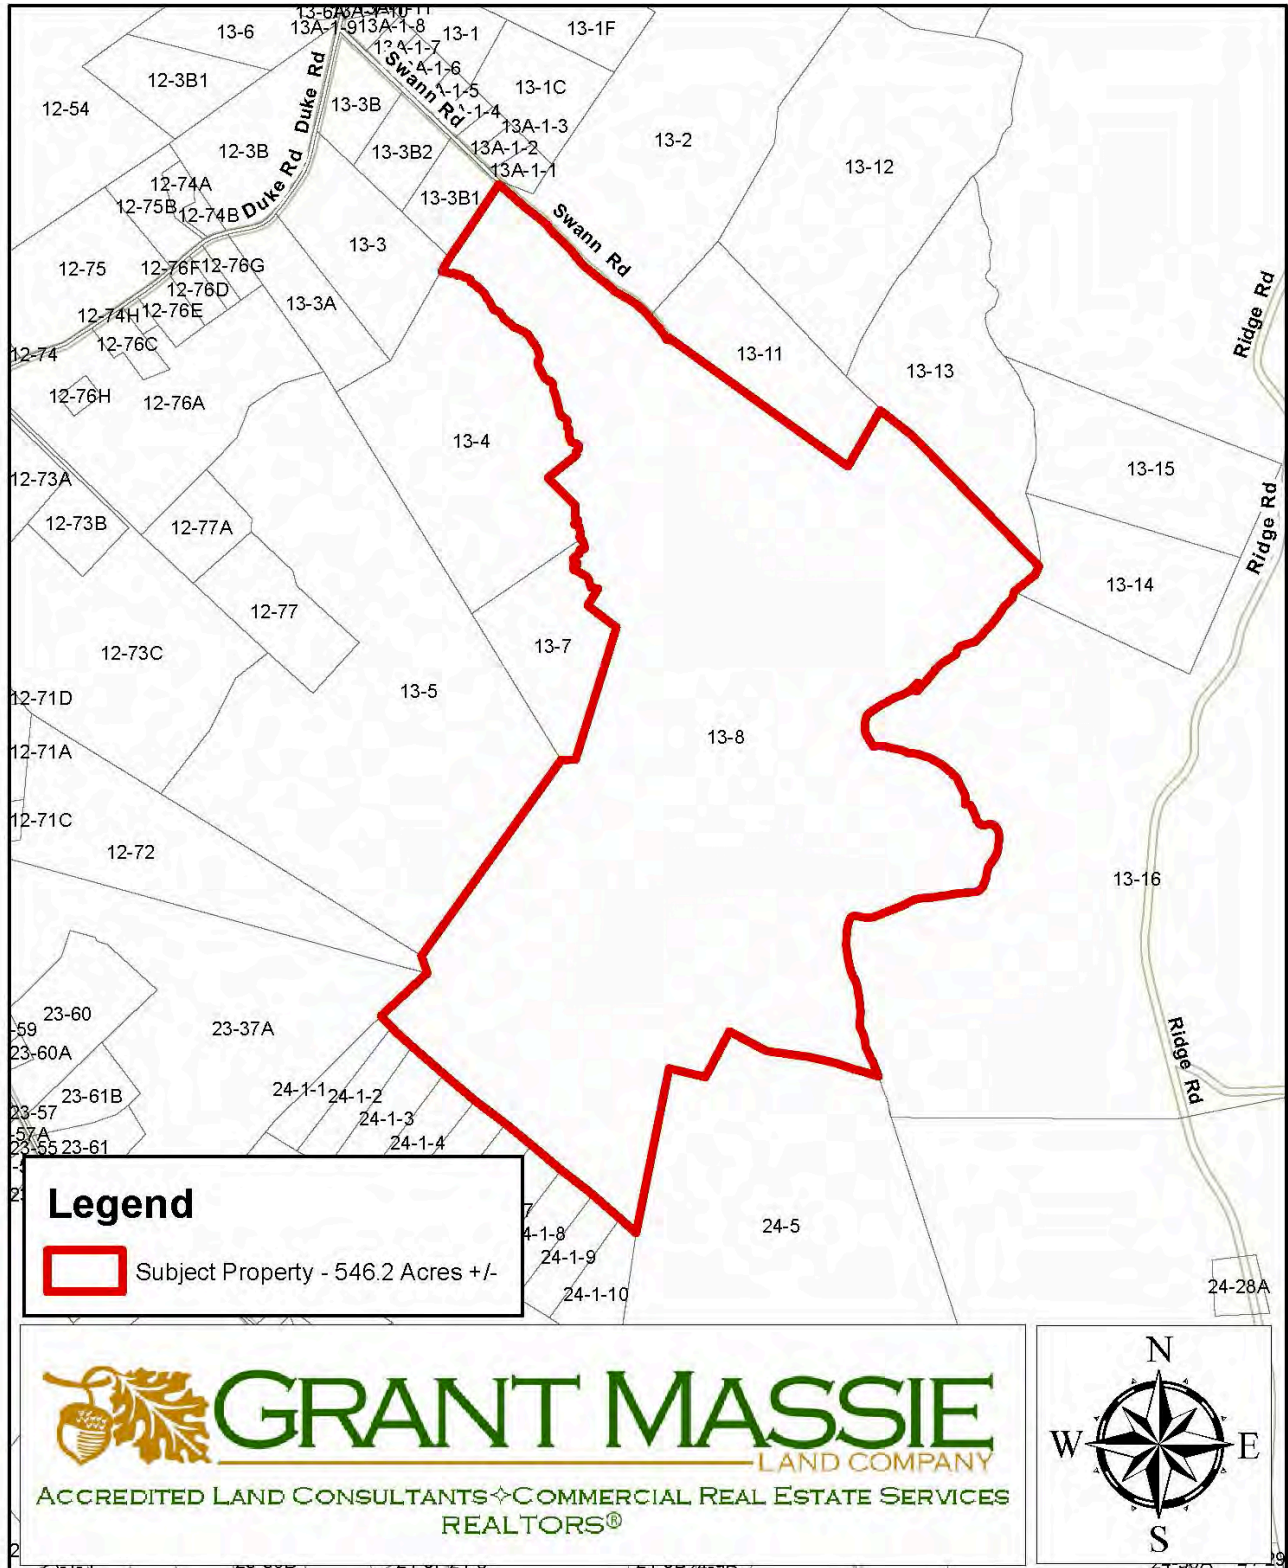 13-6
13A-1-9
13A-1-8
13-1
13-1F
13A-1-7
12-3B1
Duke Rd
Swann Rd
13-1C
12-54
13-3B
13A-1-3
13-2
12-3B
13-3B2
13A-1-2
13A-1-1
13-12
12-74A
12-75B
12-74B
Duke Rd
13-3B1
Swann Rd
13-3
12-75
12-76F
12-76G
12-76D
12-74H
12-76E
13-3A
Ridge Rd
12-76C
12-74
13-11
13-13
12-76H
12-76A
13-4
13-15
12-73A
12-73B
12-77A
Ridge Rd
13-14
12-77
13-7
12-73C
13-5
12-71D
13-8
12-71A
12-71C
12-72
13-16
23-60
23-37A
-59
23-60A
Ridge Rd
24-1-1
24-1-2
23-61B
23-57
24-1-3
-57A
24-1-4
23-55
23-61
Legend
Subject Property - 546.2 Acres +/-
7
4-1-8
24-5
24-1-9
24-1-10
24-28A
GRANT MASSIE
LAND COMPANY
ACCREDITED LAND CONSULTANTS✧COMMERCIAL REAL ESTATE SERVICES
REALTORS®
N
W
E
S